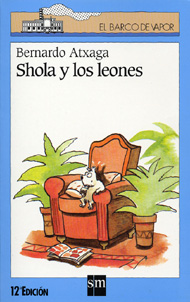 EL BARCO DE VAPOR
Bernardo Atxaga
Shola y los leones
12ª EDICIÓN
sm